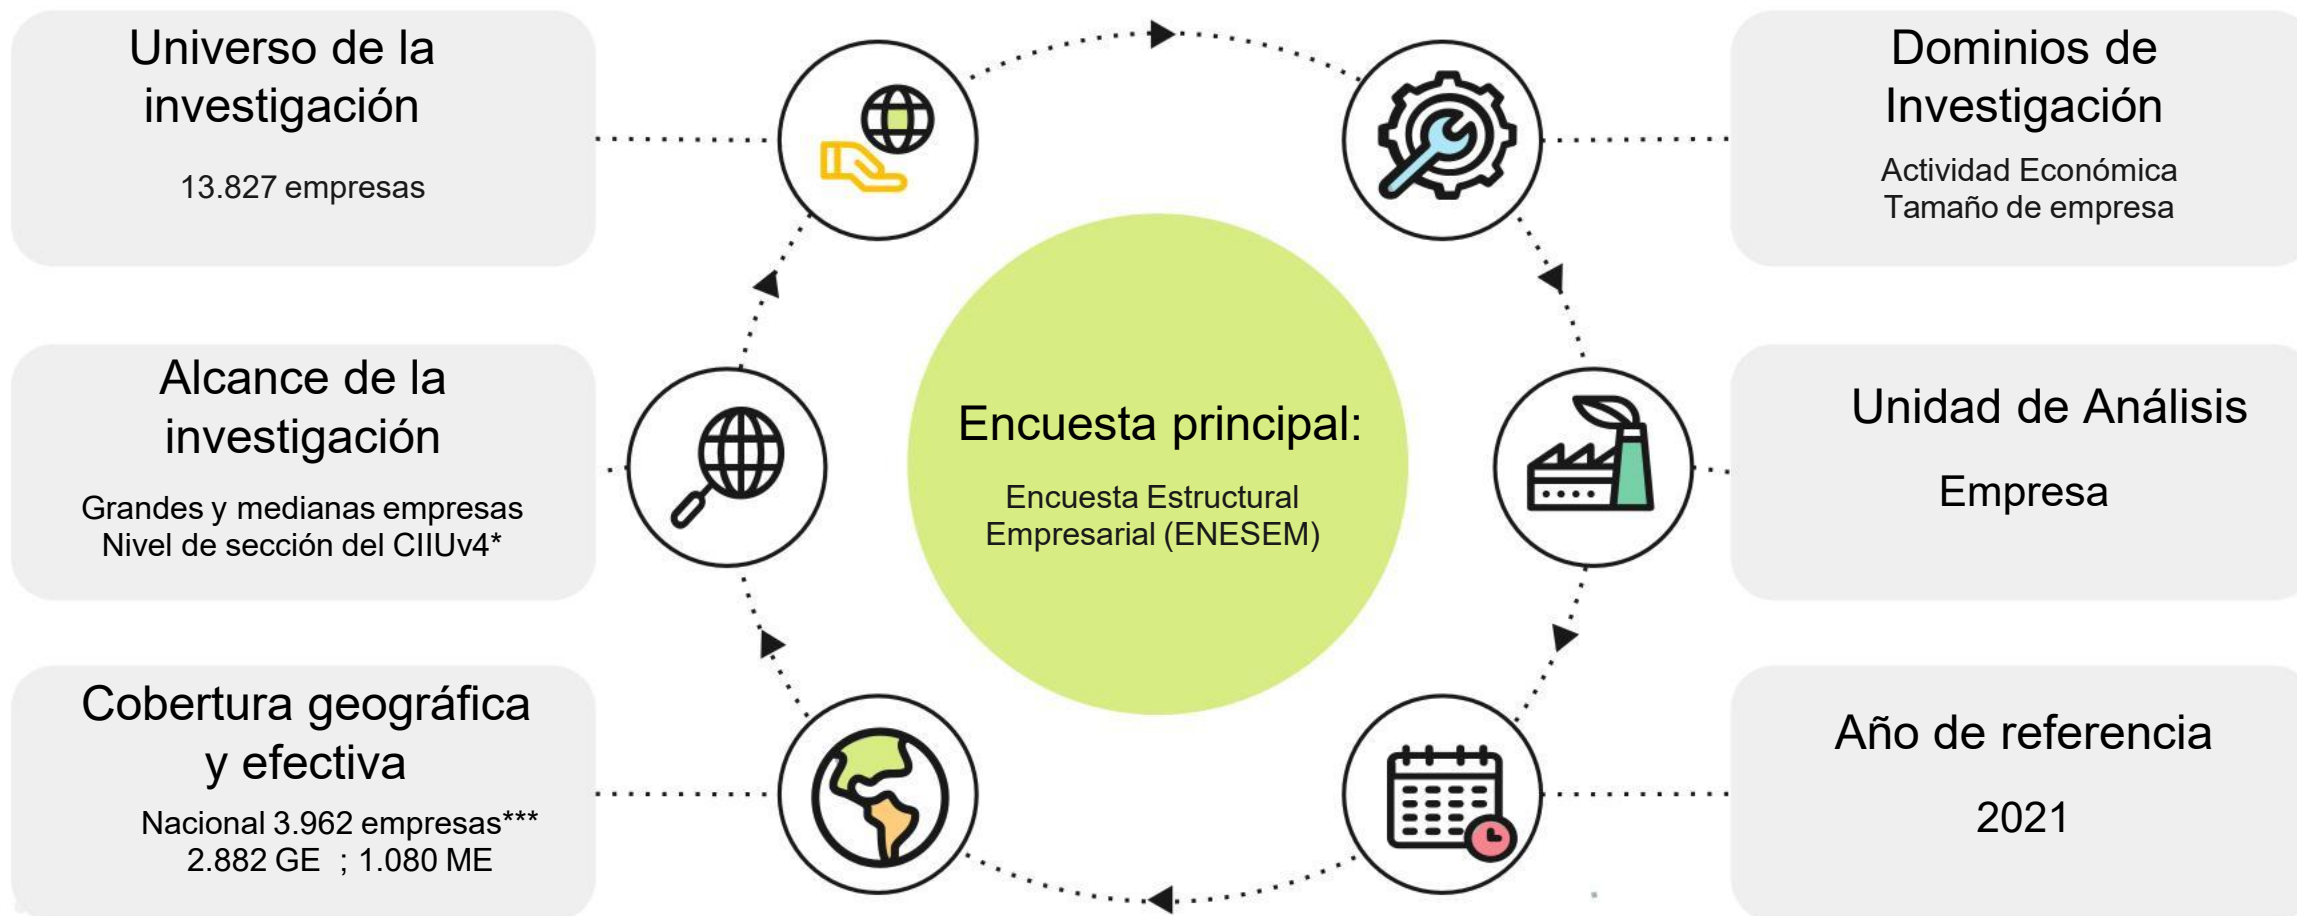 Universo de la
investigación
13.827 empresas
Alcance de la
investigación
Grandes y medianas empresas
Nivel de sección del CIIUv4*
Cobertura geográfica
y efectiva
Nacional 3.962 empresas***
2.882 GE ; 1.080 ME
Encuesta principal:
Encuesta Estructural
Empresarial (ENESEM)
Dominios de
Investigación
Actividad Económica
Tamaño de empresa
Unidad de Análisis
Empresa
Año de referencia
2021